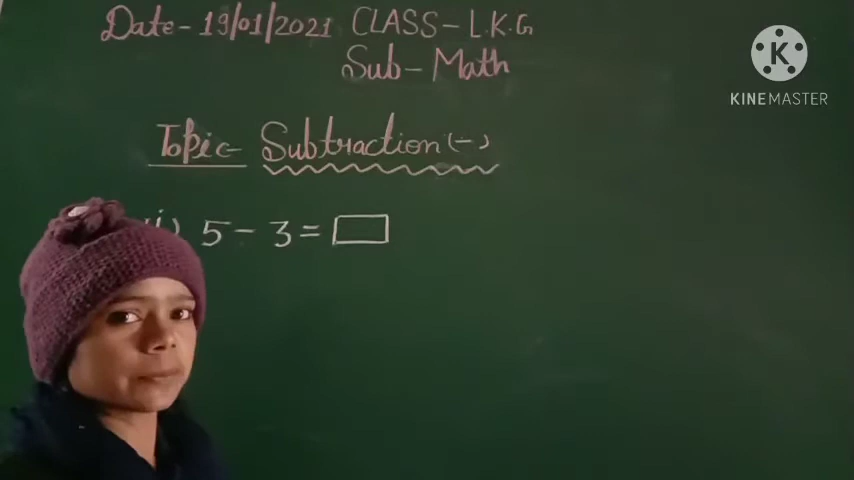 Date- 19/01/2021 CLASS- L.K.G
Sub- Math
Topic- Subtraction (-)
i) 5 - 3 =
K
KINEMASTER